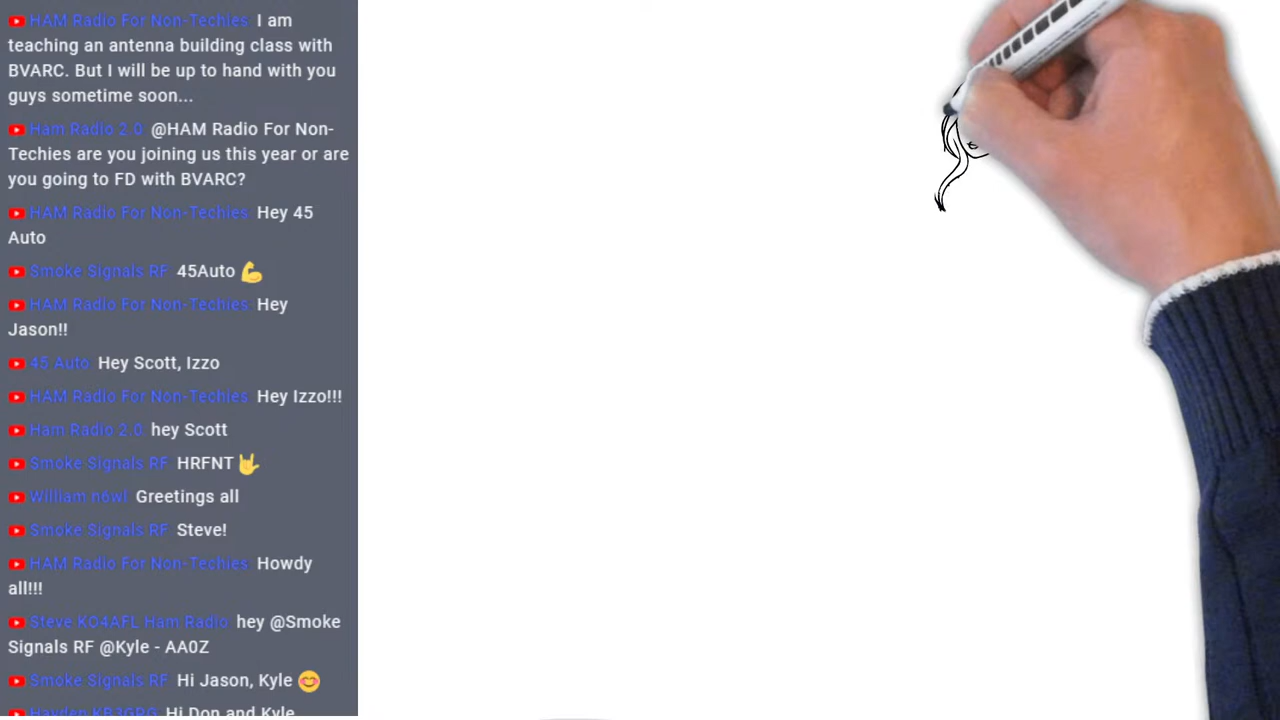 HAM Radio For Non-Techies I am
teaching an antenna building class with
BVARC. But I will be up to hand with you
guys sometime soon...
Ham Radio 2.0 @HAM Radio For Non-
Techies are you joining us this year or are
you going to FD with BVARC?
HAM Radio For Non-Techies Hey 45
Auto
Smoke Signals RF 45Auto 💪
HAM Radio For Non-Techies Hey
Jason!!
45 Auto Hey Scott, Izzo
HAM Radio For Non-Techies Hey Izzo!!!
Ham Radio 2.0 hey Scott
Smoke Signals RF HRFNT 🤟
William n6wl Greetings all
Smoke Signals RF Steve!
HAM Radio For Non-Techies Howdy
all!!!
Steve KO4AFL Ham Radio hey @Smoke
Signals RF @Kyle - AA0Z
Smoke Signals RF Hi Jason, Kyle 😊
Hayden Hi Don and Kyle